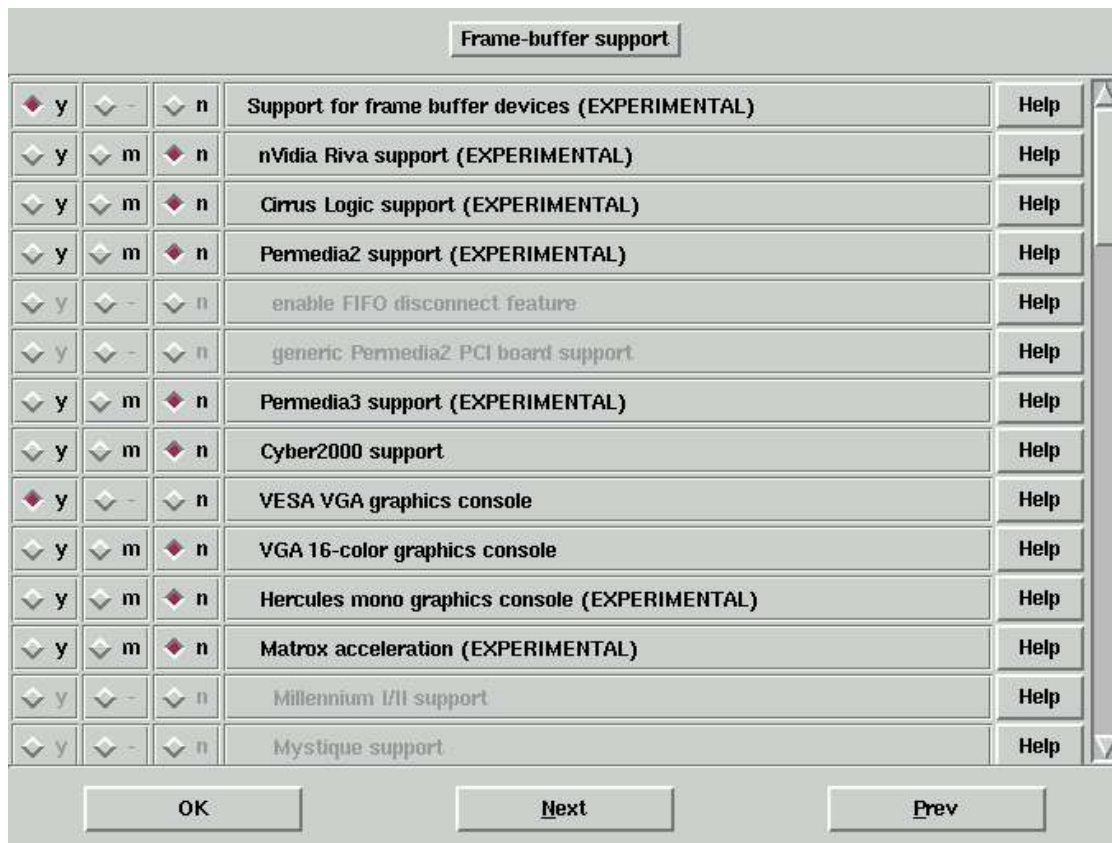 Frame-buffer support
y - n Support for frame buffer devices (EXPERIMENTAL) Help
y m n nVidia Riva support (EXPERIMENTAL) Help
y m n Cirrus Logic support (EXPERIMENTAL) Help
y m n Permedia2 support (EXPERIMENTAL) Help
y - n enable FIFO disconnect feature Help
y - n generic Permedia2 PCI board support Help
y m n Permedia3 support (EXPERIMENTAL) Help
y m n Cyber2000 support Help
y - n VESA VGA graphics console Help
y m n VGA 16-color graphics console Help
y m n Hercules mono graphics console (EXPERIMENTAL) Help
y m n Matrox acceleration (EXPERIMENTAL) Help
y - n Millennium I/II support Help
y - n Mystique support Help
OK Next Prev